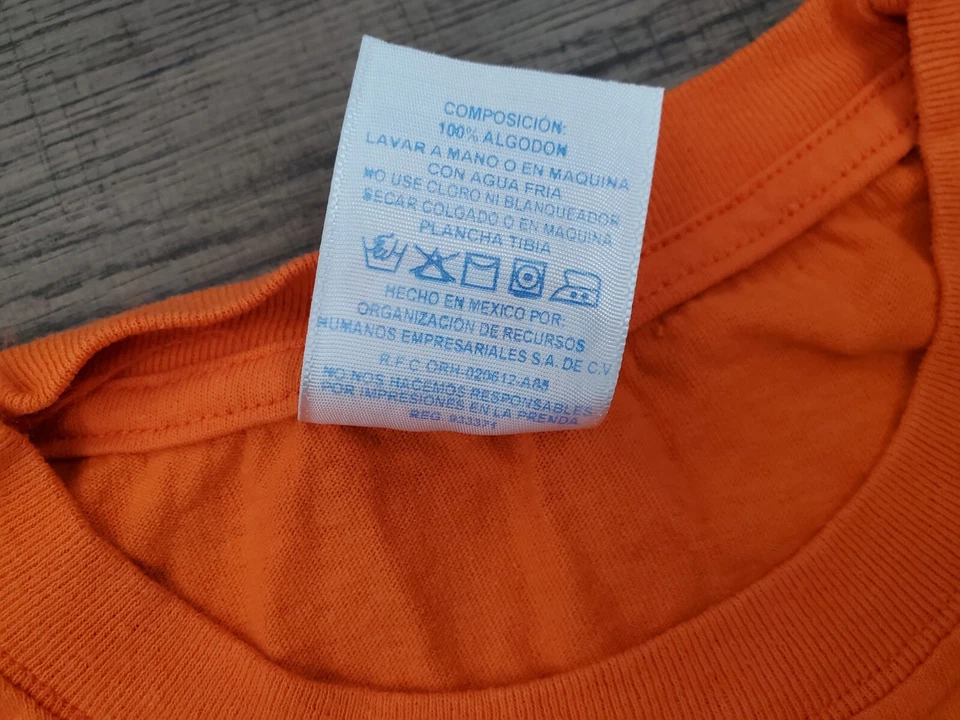 COMPOSICIÓN:
100% ALGODON
LAVAR A MANO O EN MAQUINA
CON AGUA FRIA
NO USE CLORO NI BLANQUEADOR
SECAR COLGADO O EN MAQUINA
PLANCHA TIBIA
HECHO EN MEXICO POR:
ORGANIZACIÓN DE RECURSOS
HUMANOS EMPRESARIALES S.A. DE C.V.
R.F.C ORH-020612-A88
NO NOS HACEMOS RESPONSABLES
POR IMPRESIONES EN LA PRENDA
REG. 933371